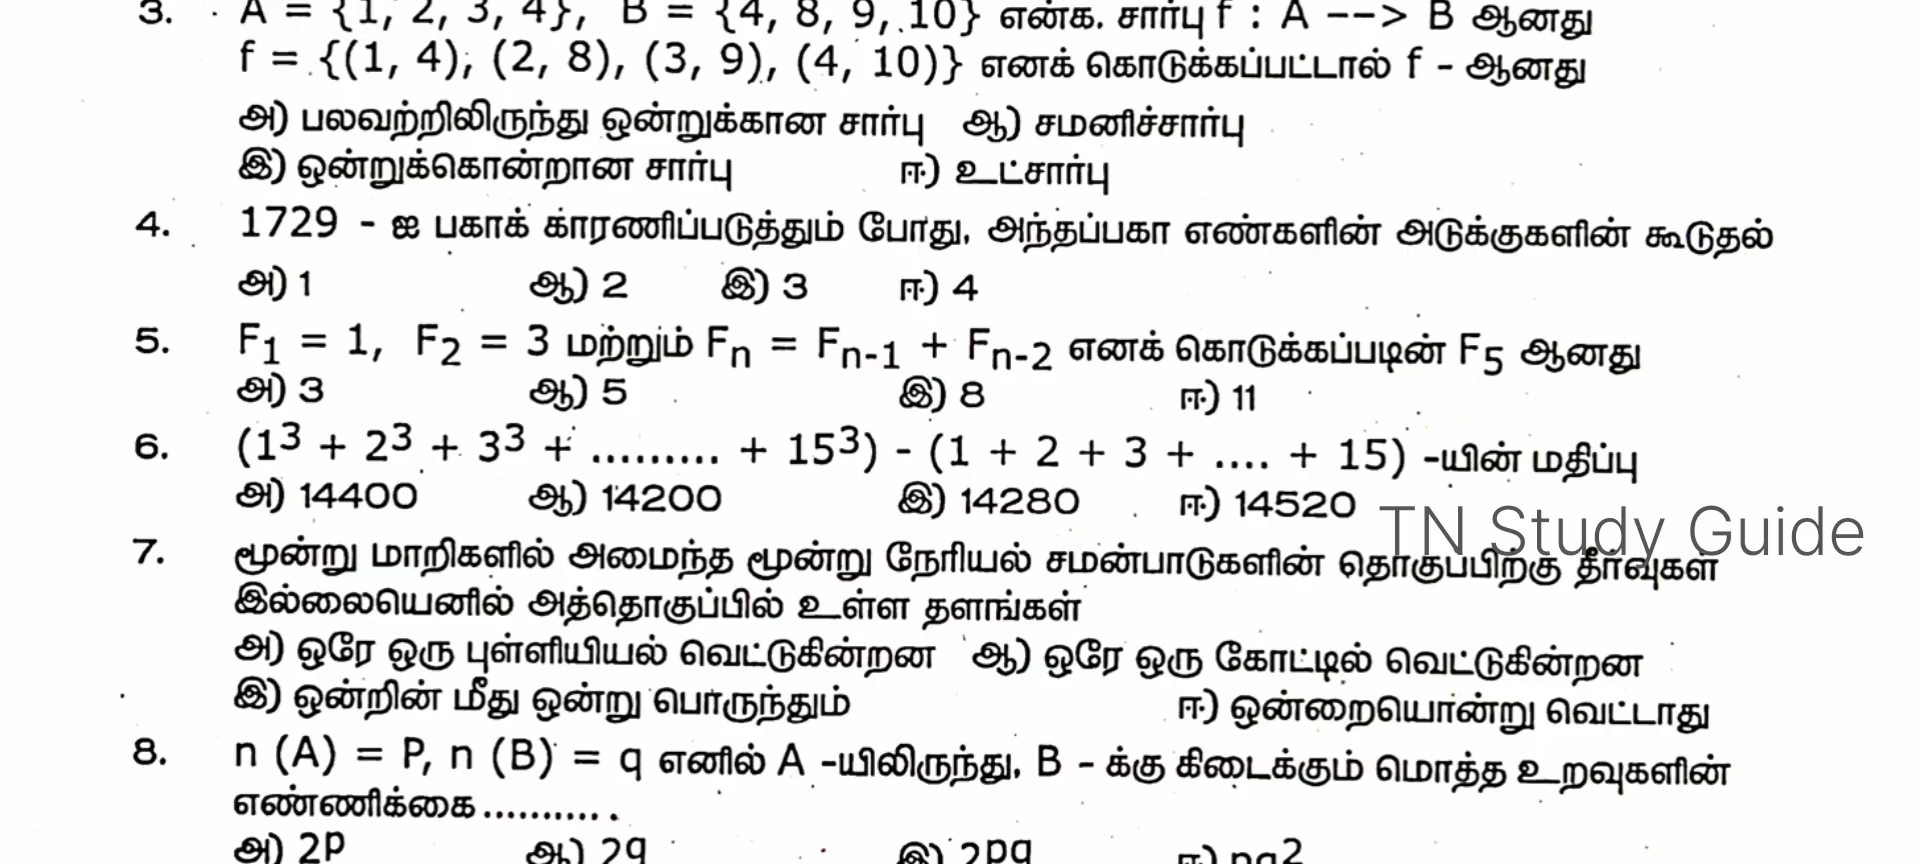 3. A = {1, 2, 3, 4}, B = {4, 8, 9, 10} என்க. சார்பு f : A --> B ஆனது
f = {(1, 4), (2, 8), (3, 9), (4, 10)} எனக் கொடுக்கப்பட்டால் f - ஆனது
அ) பலவற்றிலிருந்து ஒன்றுக்கான சார்பு ஆ) சமனிச்சார்பு
இ) ஒன்றுக்கொன்றான சார்பு ஈ) உட்சார்பு
4. 1729 - ஐ பகாக் காரணிப்படுத்தும் போது, அந்தப்பகா எண்களின் அடுக்குகளின் கூடுதல்
அ) 1 ஆ) 2 இ) 3 ஈ) 4
5. F₁ = 1, F₂ = 3 மற்றும் Fₙ = Fₙ₋₁ + Fₙ₋₂ எனக் கொடுக்கப்படின் F₅ ஆனது
அ) 3 ஆ) 5 இ) 8 ஈ) 11
6. (1³ + 2³ + 3³ + ......... + 15³) - (1 + 2 + 3 + .... + 15) -யின் மதிப்பு
அ) 14400 ஆ) 14200 இ) 14280 ஈ) 14520
TN Study Guide
7. மூன்று மாறிகளில் அமைந்த மூன்று நேரியல் சமன்பாடுகளின் தொகுப்பிற்கு தீர்வுகள்
இல்லையெனில் அத்தொகுப்பில் உள்ள தளங்கள்
அ) ஒரே ஒரு புள்ளியியல் வெட்டுகின்றன ஆ) ஒரே ஒரு கோட்டில் வெட்டுகின்றன
இ) ஒன்றின் மீது ஒன்று பொருந்தும் ஈ) ஒன்றையொன்று வெட்டாது
8. n (A) = P, n (B) = q எனில் A -யிலிருந்து, B - க்கு கிடைக்கும் மொத்த உறவுகளின்
எண்ணிக்கை ...........
அ) 2ᵖ ஆ) 2q இ) 2pq ஈ) pq²